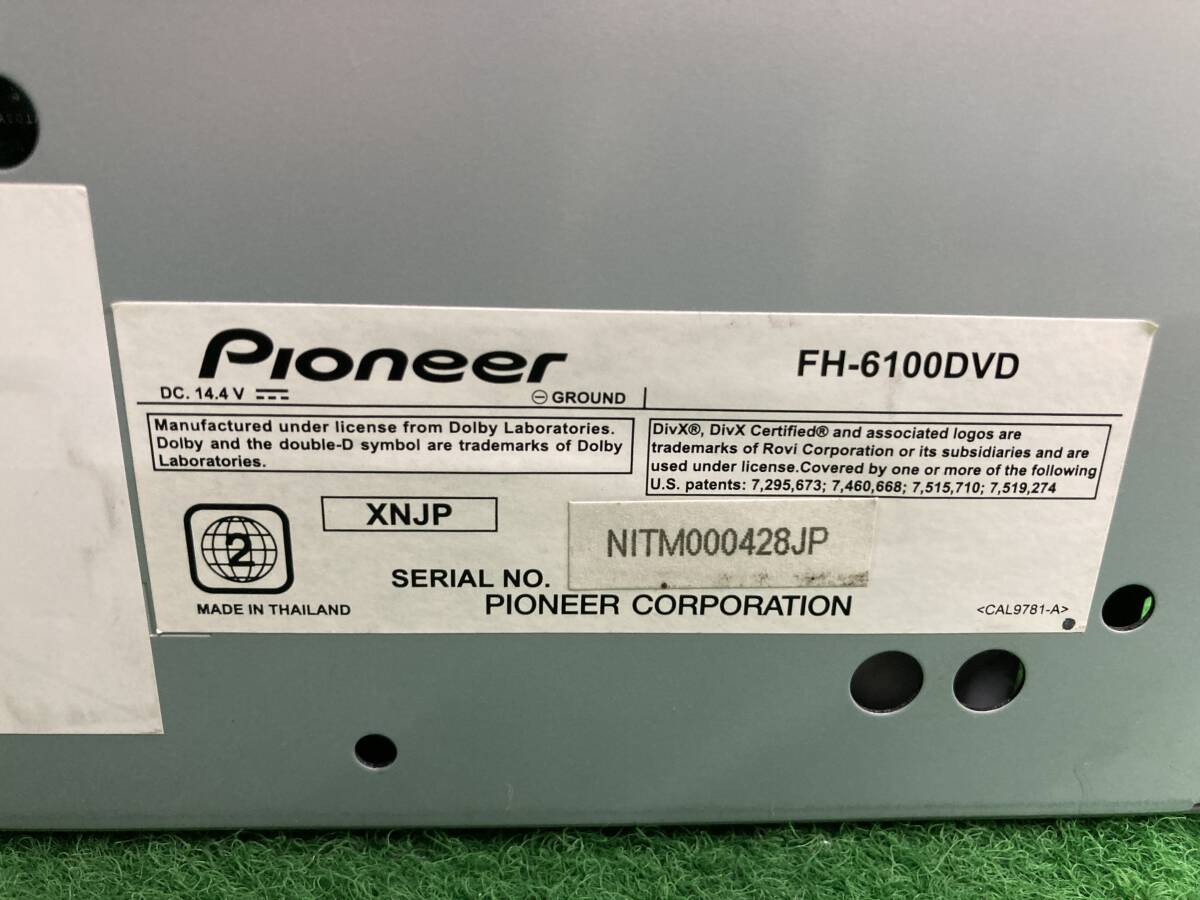 Pioneer
FH-6100DVD
DC. 14.4 V
GROUND
Manufactured under license from Dolby Laboratories.
Dolby and the double-D symbol are trademarks of Dolby
Laboratories.
DivX®, DivX Certified® and associated logos are
trademarks of Rovi Corporation or its subsidiaries and are
used under license.Covered by one or more of the following
U.S. patents: 7,295,673; 7,460,668; 7,515,710; 7,519,274
2
XNJP
NITM000428JP
SERIAL NO.
MADE IN THAILAND
PIONEER CORPORATION
<CAL9781-A>